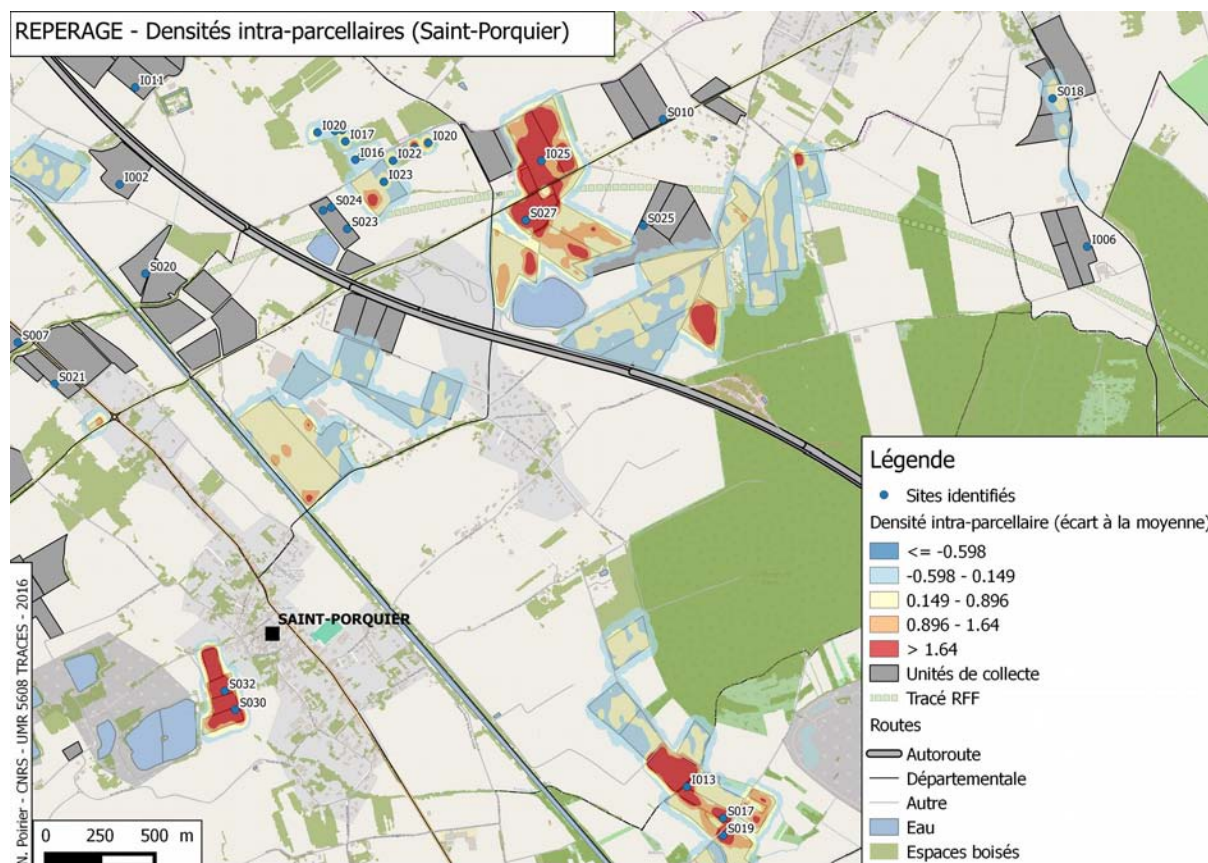 REPERAGE - Densités intra-parcellaires (Saint-Porquier)
I011
S010
S018
I020
I017
I020
I016
I022
I025
I023
I002
S024
S027
S025
S023
I006
S020
S007
S021
SAINT-PORQUIER
S032
S030
I013
S017
S019
Légende
Sites identifiés
Densité intra-parcellaire (écart à la moyenne)
<= -0.598
-0.598 - 0.149
0.149 - 0.896
0.896 - 1.64
> 1.64
Unités de collecte
Tracé RFF
Routes
Autoroute
Départementale
Autre
Eau
Espaces boisés
0 250 500 m
N. Poirier - CNRS - UMR 5608 TRACES - 2016